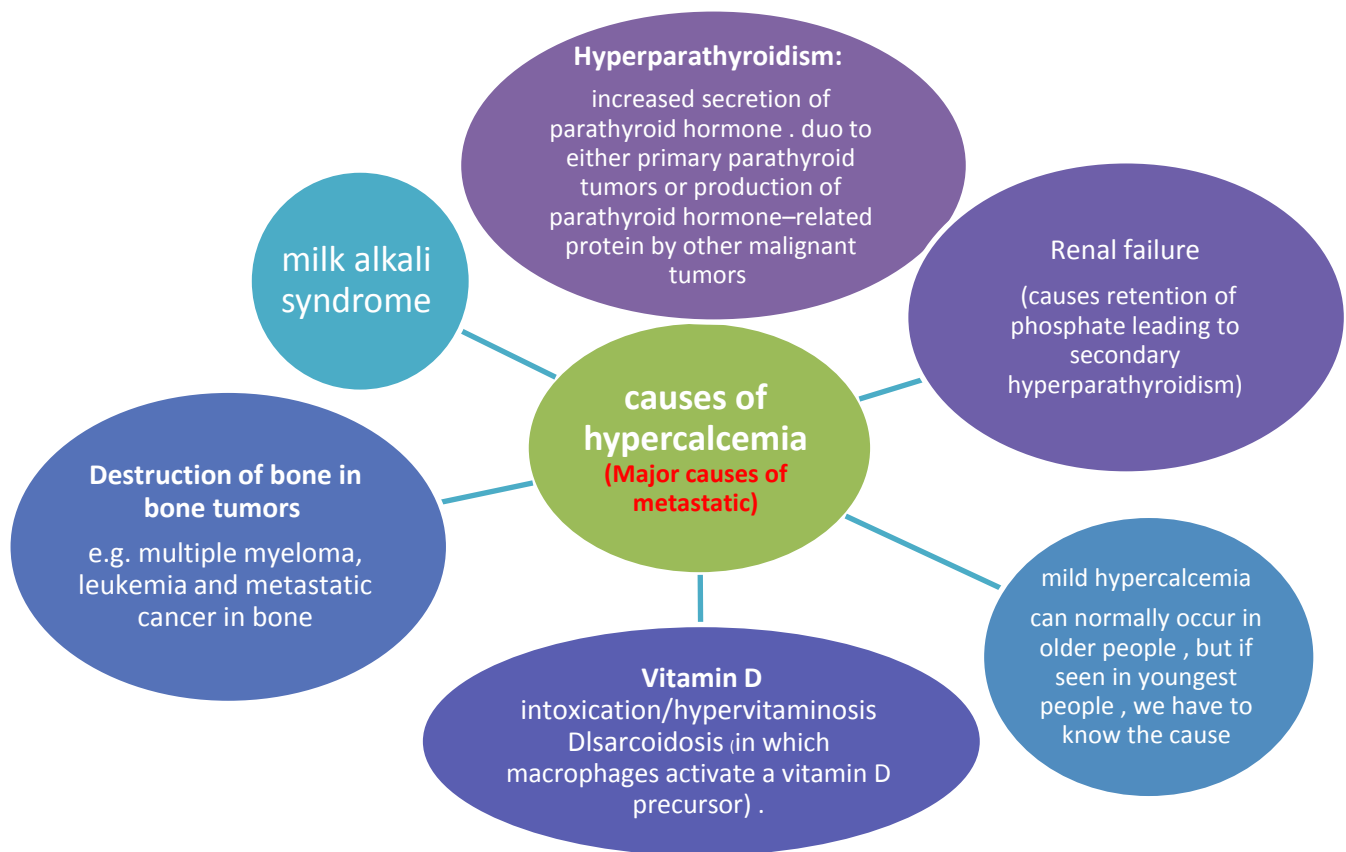 Hyperparathyroidism:
increased secretion of
parathyroid hormone . duo to
either primary parathyroid
tumors or production of
parathyroid hormone–related
protein by other malignant
tumors
milk alkali
syndrome
Renal failure
(causes retention of
phosphate leading to
secondary
hyperparathyroidism)
causes of
hypercalcemia
(Major causes of
metastatic)
Destruction of bone in
bone tumors
e.g. multiple myeloma,
leukemia and metastatic
cancer in bone
mild hypercalcemia
can normally occur in
older people , but if
seen in youngest
people , we have to
know the cause
Vitamin D
intoxication/hypervitaminosis
DIsarcoidosis (in which
macrophages activate a vitamin D
precursor) .